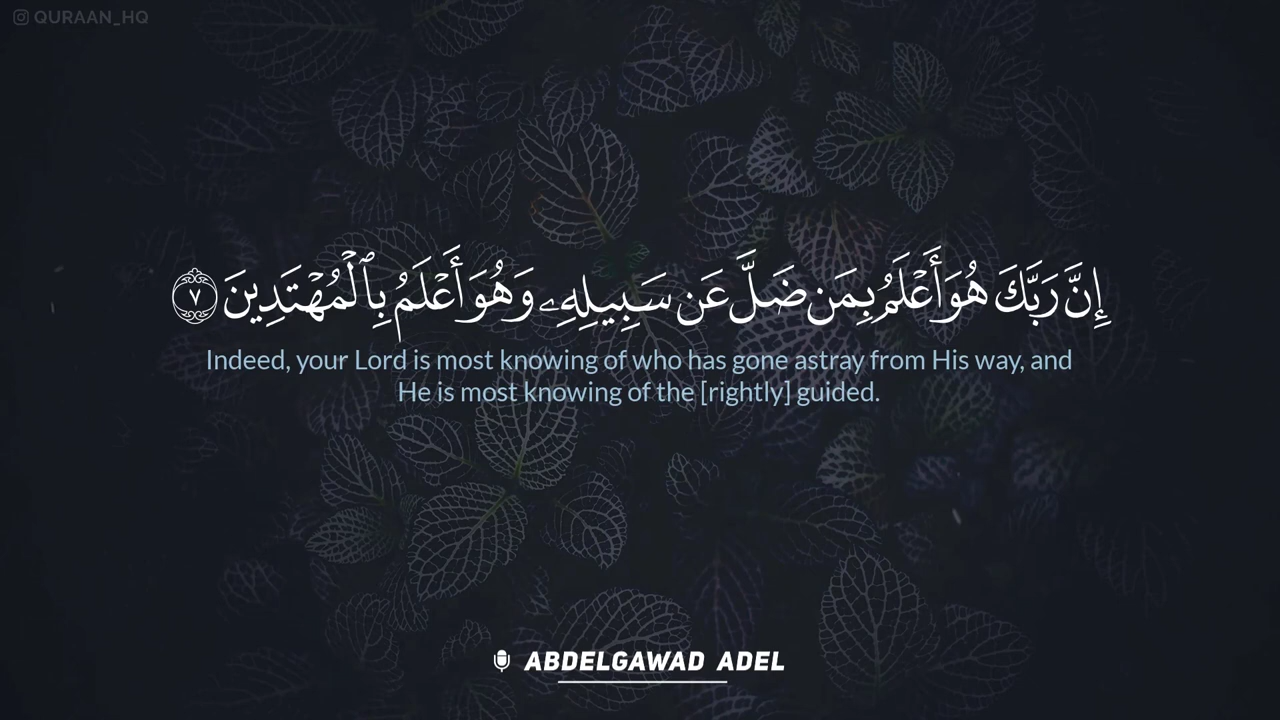 QURAAN_HQ
إِنَّ رَبَّكَ هُوَ أَعْلَمُ بِمَن ضَلَّ عَن سَبِيلِهِۦ وَهُوَ أَعْلَمُ بِٱلْمُهْتَدِينَ ٧
Indeed, your Lord is most knowing of who has gone astray from His way, and
He is most knowing of the [rightly] guided.
ABDELGAWAD ADEL